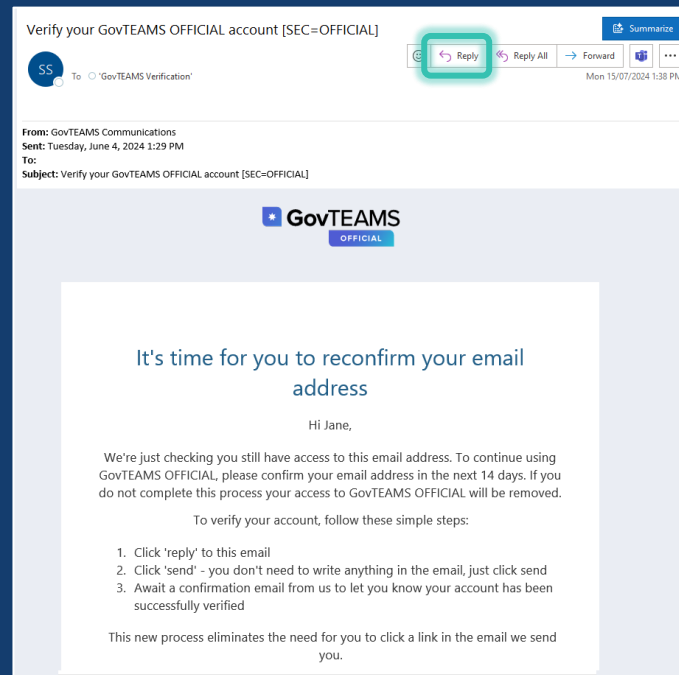 Verify your GovTEAMS OFFICIAL account [SEC=OFFICIAL]
Summarize
Reply
Reply All
Forward
SS
To
'GovTEAMS Verification'
Mon 15/07/2024 1:38 PM
From: GovTEAMS Communications
Sent: Tuesday, June 4, 2024 1:29 PM
To:
Subject: Verify your GovTEAMS OFFICIAL account [SEC=OFFICIAL]
GovTEAMS
OFFICIAL
It's time for you to reconfirm your email
address
Hi Jane,
We're just checking you still have access to this email address. To continue using
GovTEAMS OFFICIAL, please confirm your email address in the next 14 days. If you
do not complete this process your access to GovTEAMS OFFICIAL will be removed.
To verify your account, follow these simple steps:
1. Click 'reply' to this email
2. Click 'send' - you don't need to write anything in the email, just click send
3. Await a confirmation email from us to let you know your account has been
successfully verified
This new process eliminates the need for you to click a link in the email we send
you.